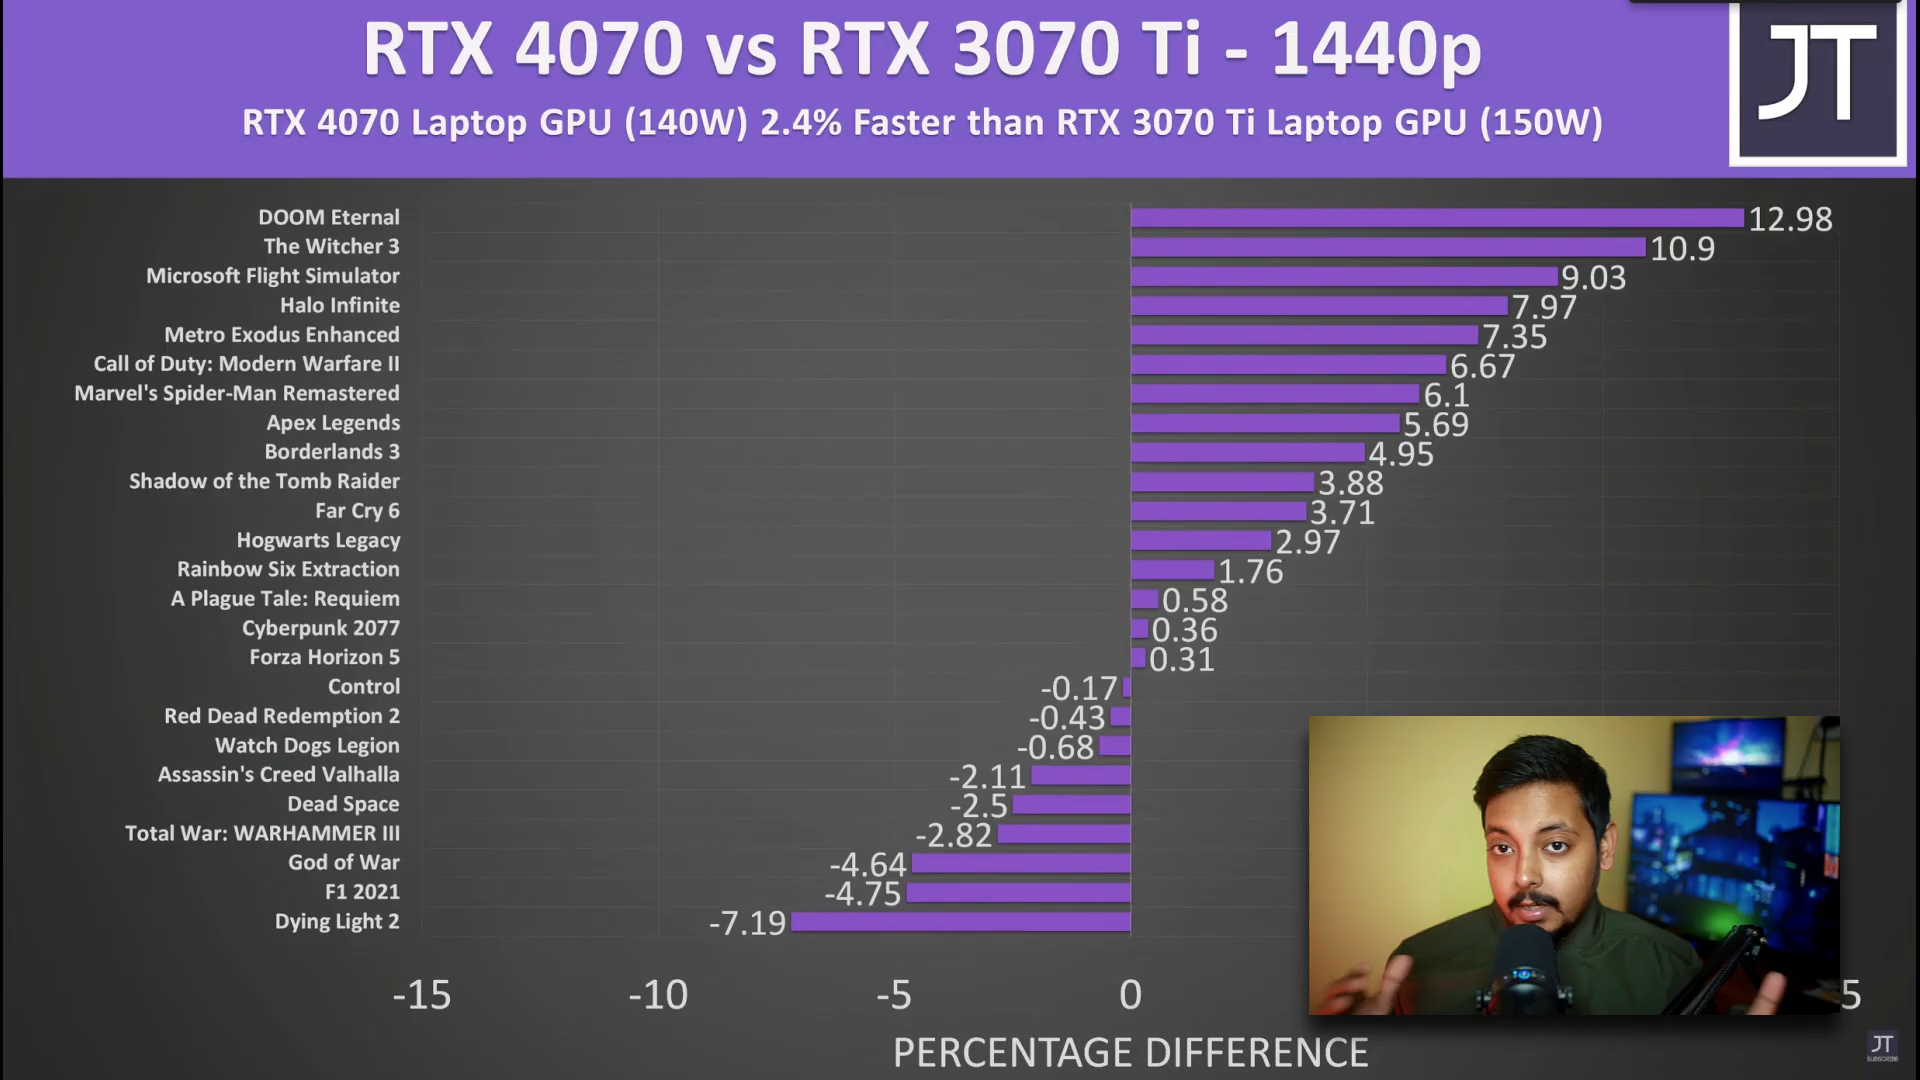 RTX 4070 vs RTX 3070 Ti - 1440p
RTX 4070 Laptop GPU (140W) 2.4% Faster than RTX 3070 Ti Laptop GPU (150W)
JT
DOOM Eternal 12.98
The Witcher 3 10.9
Microsoft Flight Simulator 9.03
Halo Infinite 7.97
Metro Exodus Enhanced 7.35
Call of Duty: Modern Warfare II 6.67
Marvel's Spider-Man Remastered 6.1
Apex Legends 5.69
Borderlands 3 4.95
Shadow of the Tomb Raider 3.88
Far Cry 6 3.71
Hogwarts Legacy 2.97
Rainbow Six Extraction 1.76
A Plague Tale: Requiem 0.58
Cyberpunk 2077 0.36
Forza Horizon 5 0.31
Control -0.17
Red Dead Redemption 2 -0.43
Watch Dogs Legion -0.68
Assassin's Creed Valhalla -2.11
Dead Space -2.5
Total War: WARHAMMER III -2.82
God of War -4.64
F1 2021 -4.75
Dying Light 2 -7.19
-15 -10 -5 0 5
PERCENTAGE DIFFERENCE
JT
SUBSCRIBE